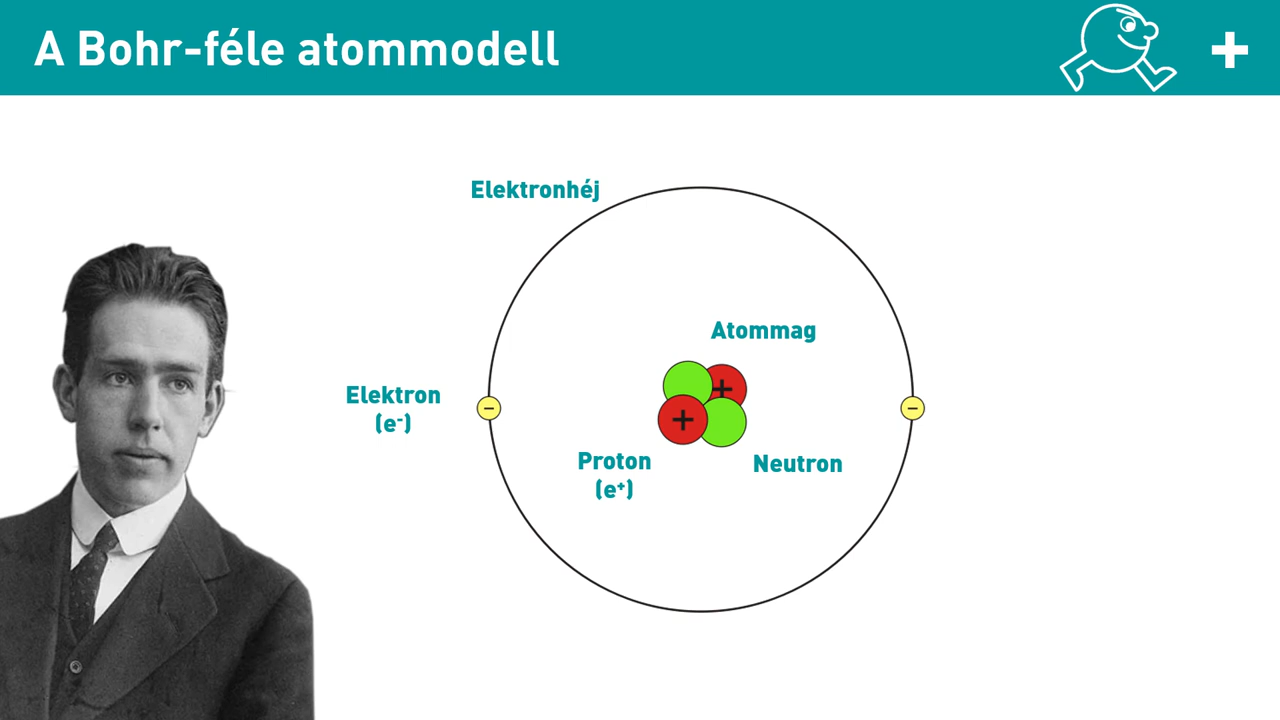 A Bohr-féle atommodell
+
Elektronhéj
Atommag
Elektron
(e⁻)
−
−
+
+
Proton
(e⁺)
Neutron